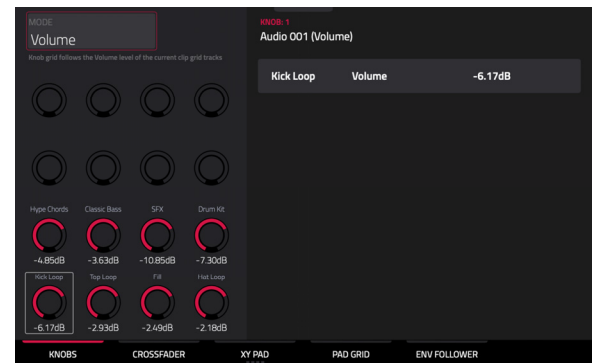 MODE
Volume
Knob grid follows the Volume level of the current clip grid tracks
KNOB: 1
Audio 001 (Volume)
Kick Loop Volume -6.17dB
Hype Chords Classic Bass SFX Drum Kit
-4.85dB -3.63dB -10.85dB -7.30dB
Kick Loop Top Loop Fill Hat Loop
-6.17dB -2.93dB -2.49dB -2.18dB
KNOBS CROSSFADER XY PAD PAD GRID ENV FOLLOWER